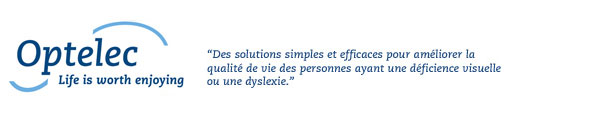 Optelec
Life is worth enjoying
“Des solutions simples et efficaces pour améliorer la
qualité de vie des personnes ayant une déficience visuelle
ou une dyslexie.”